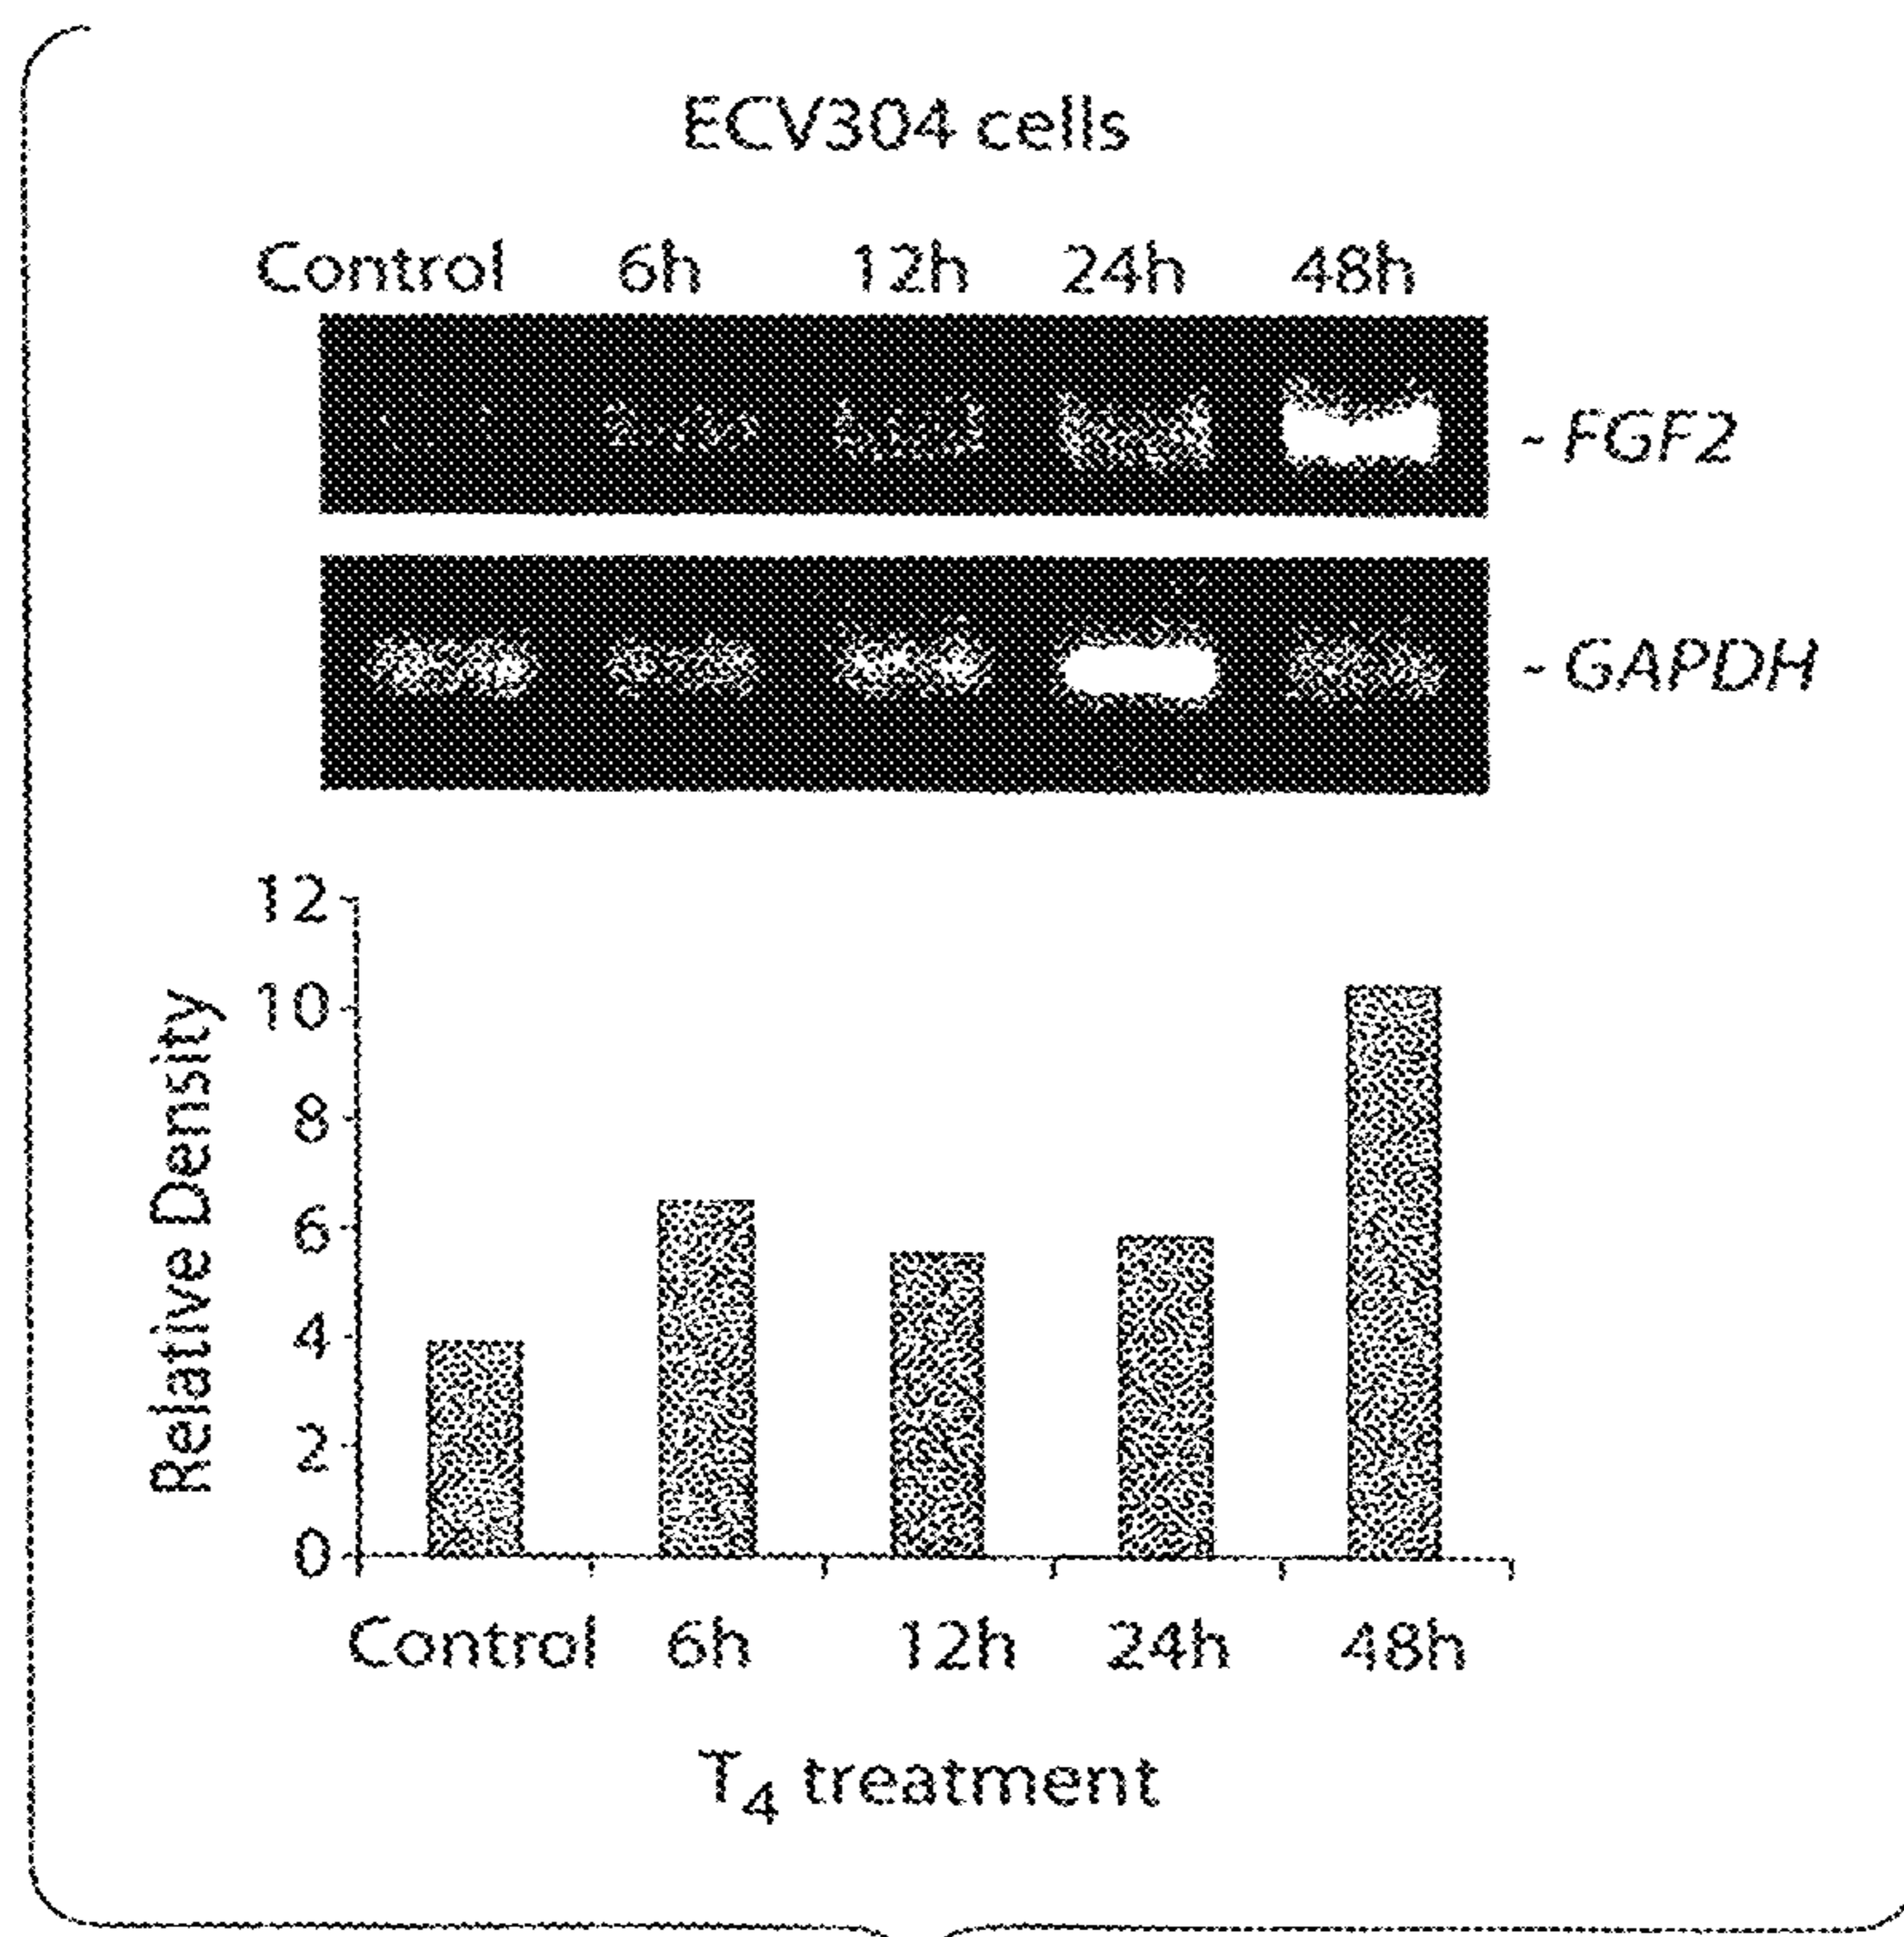 ECV304 cells
Control 6h 12h 24h 48h
- FGF2
- GAPDH
12
10
8
6
4
2
0
Relative Density
Control 6h 12h 24h 48h
T4 treatment